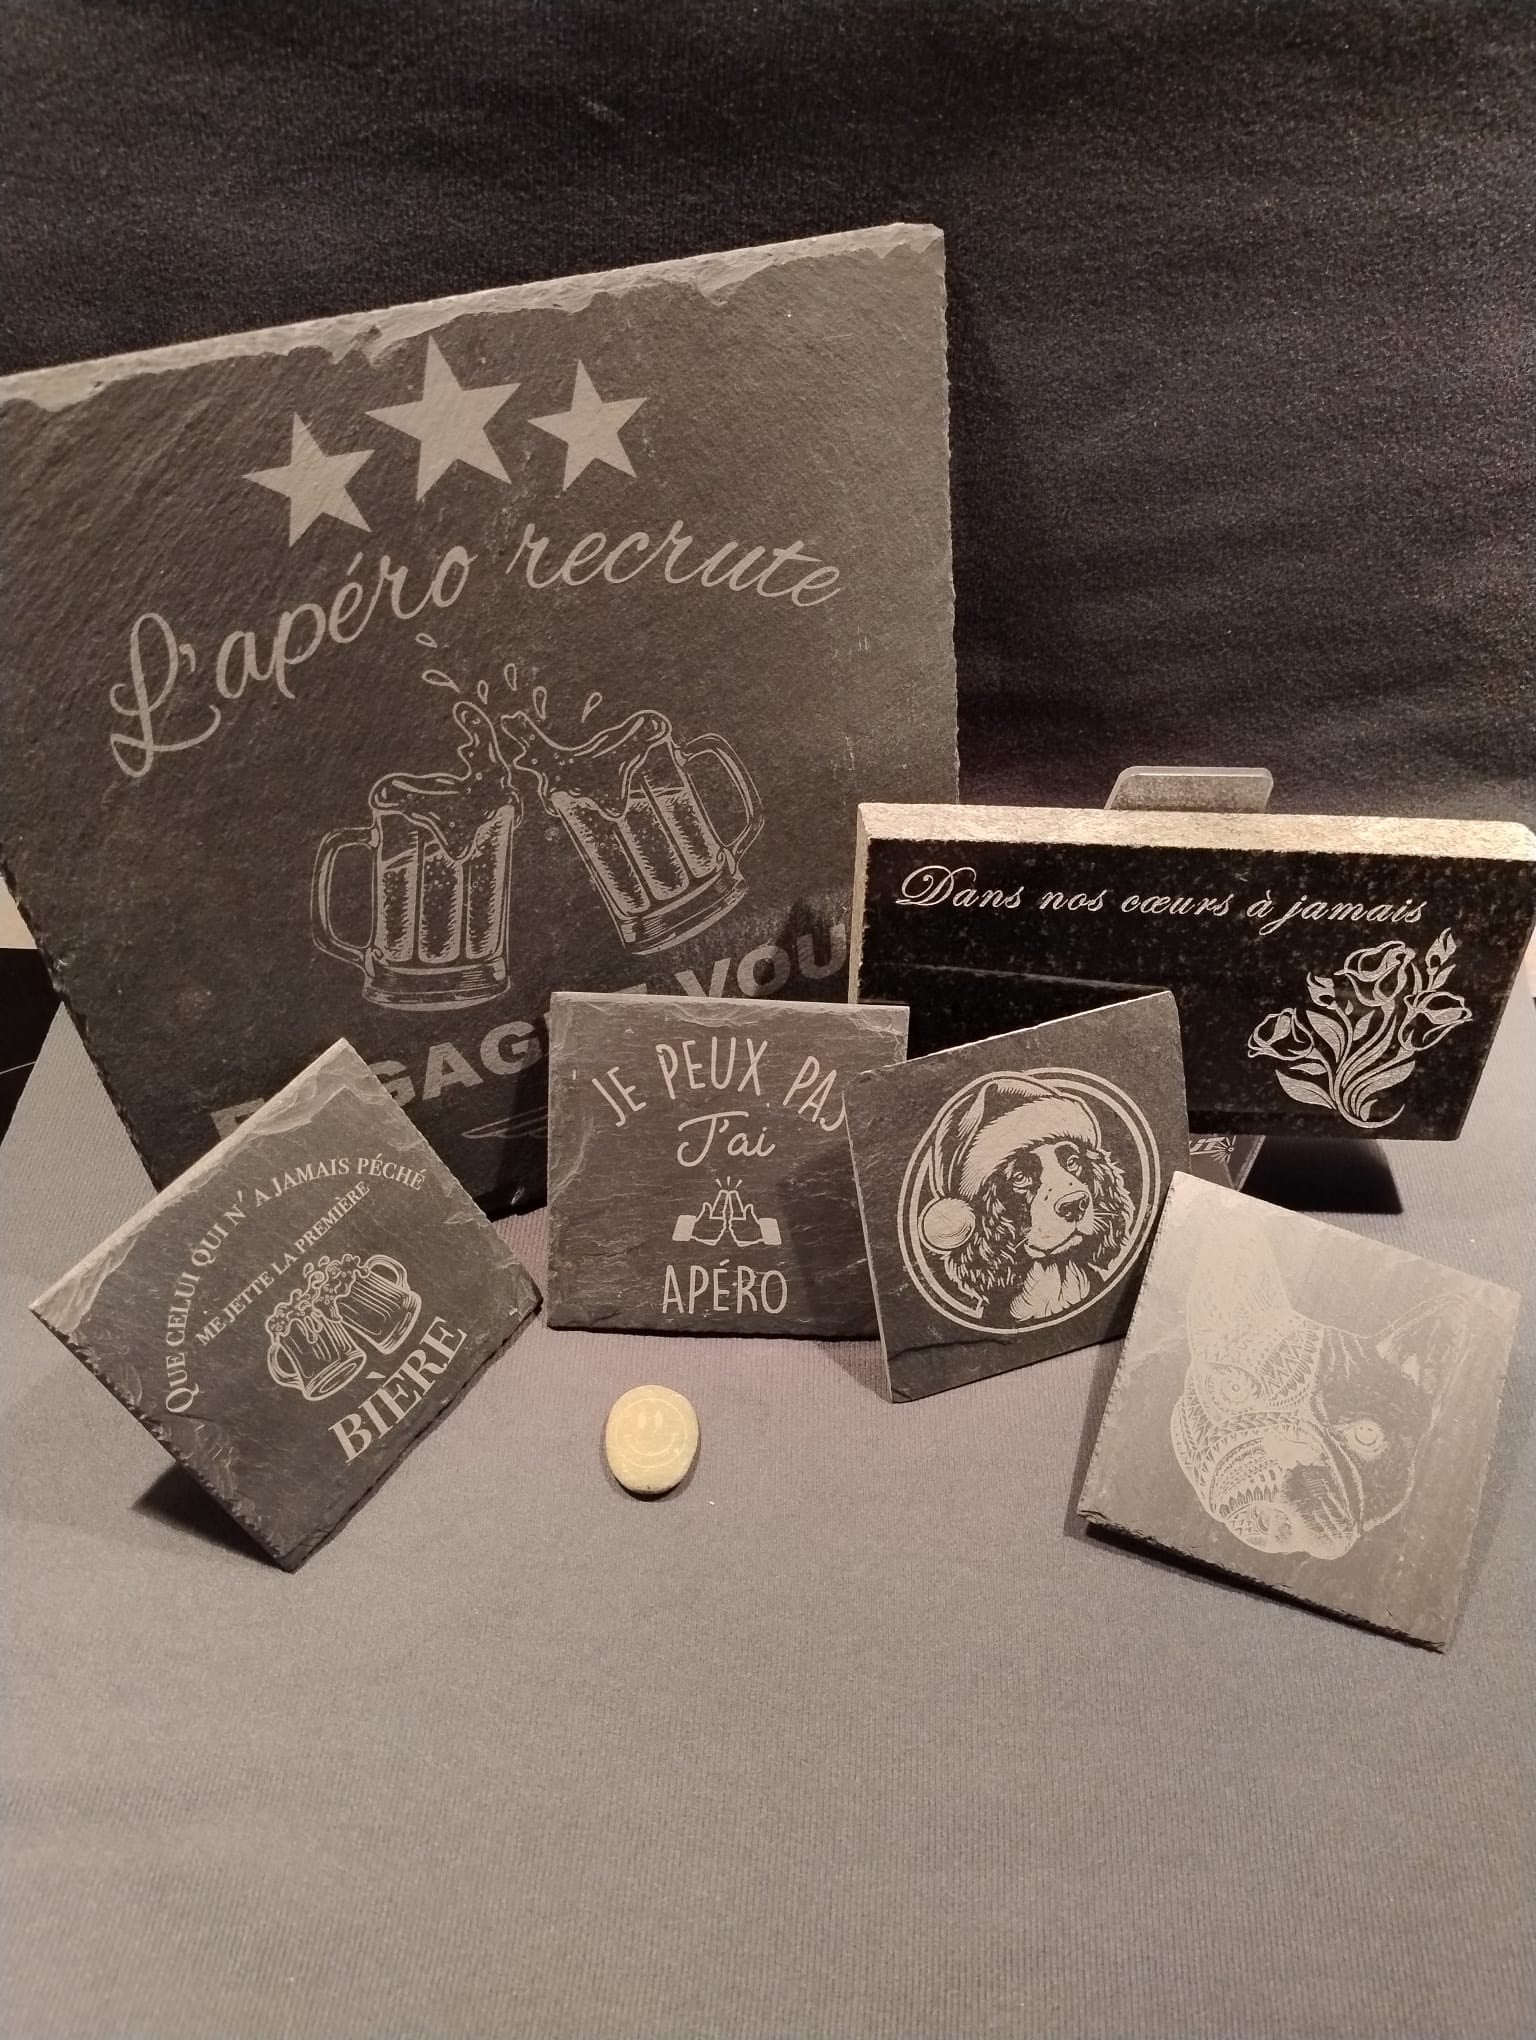 L'apéro recrute
VOU
Dans nos cœurs à jamais
JE PEUX PAS
J'ai
APÉRO
QUE CELUI QUI N'A JAMAIS PÉCHÉ
ME JETTE LA PREMIÈRE
BIÈRE